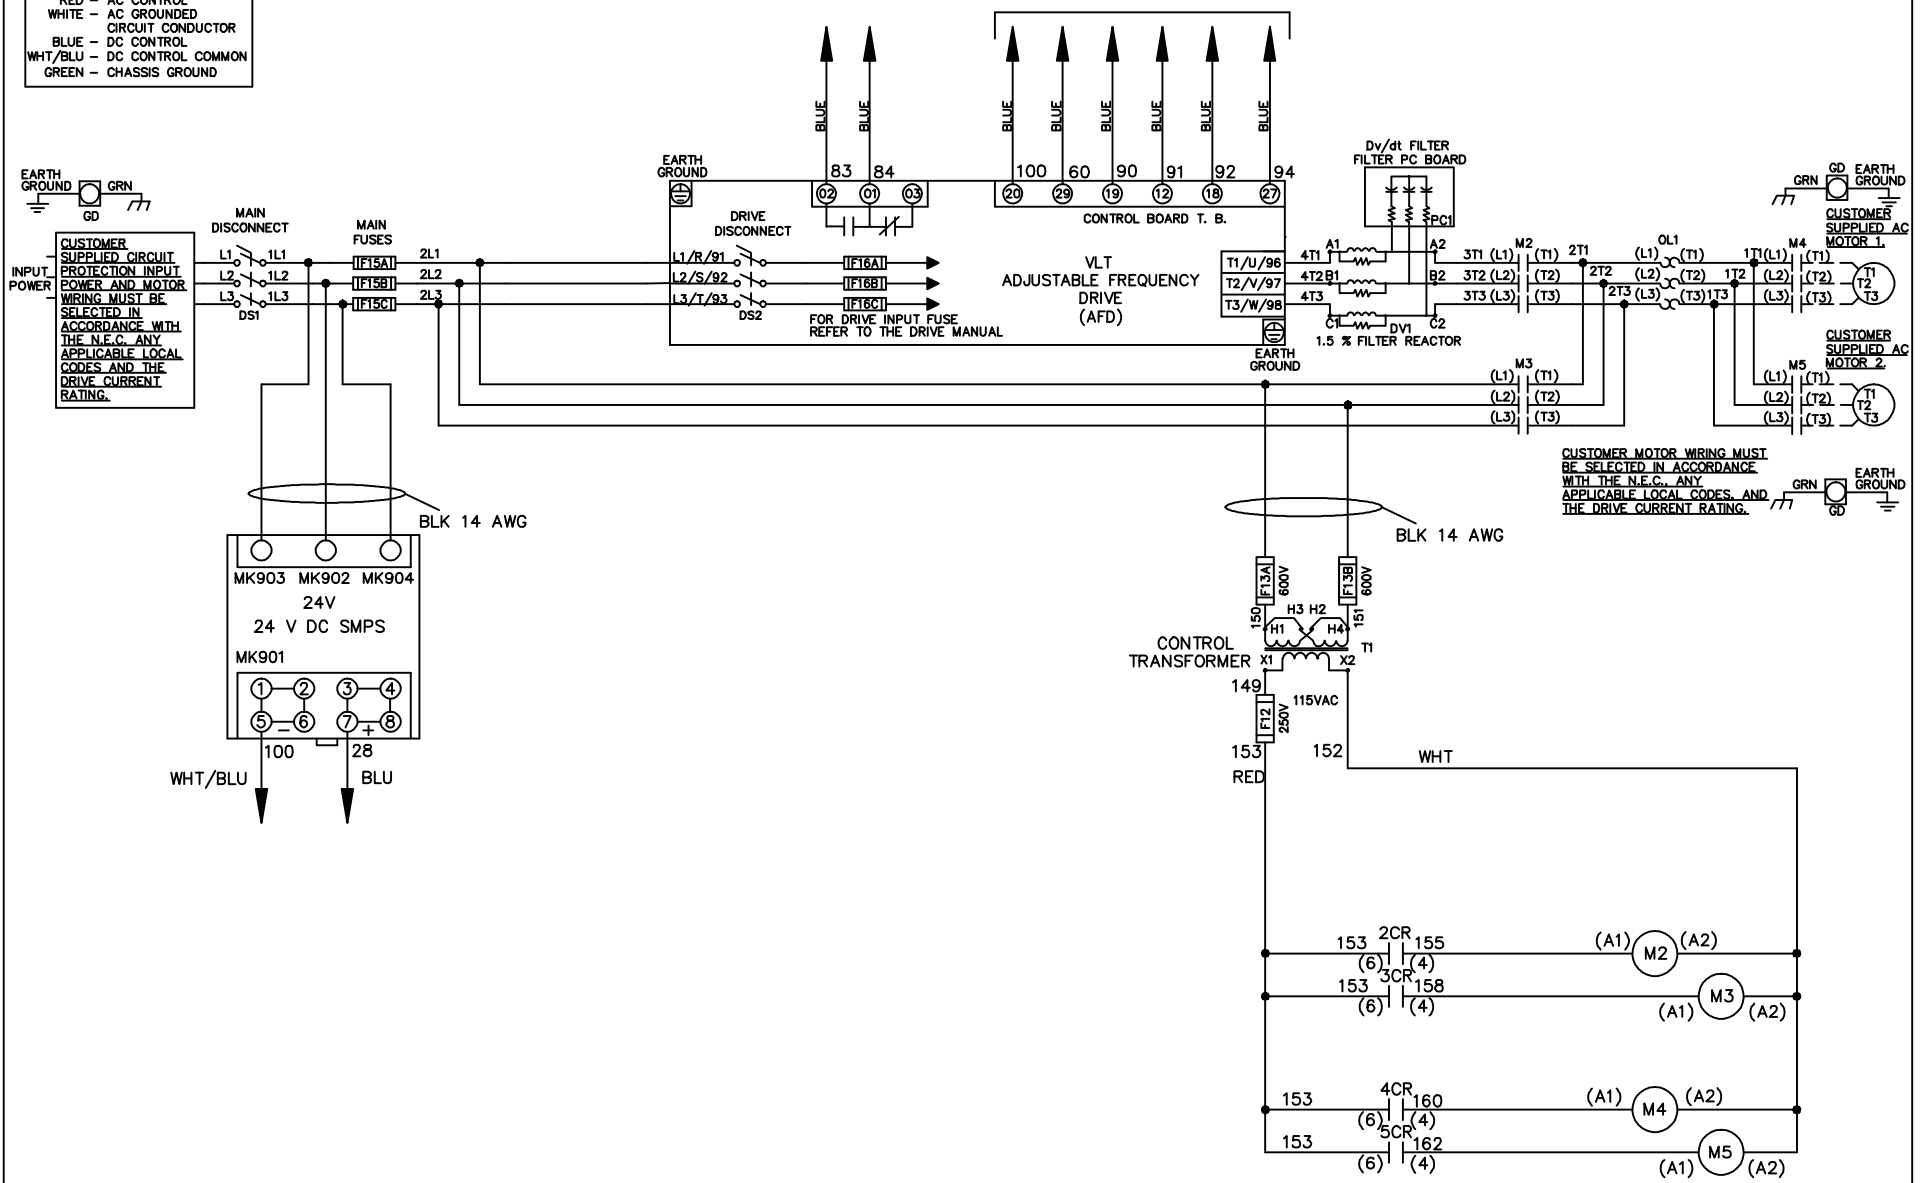 RED – AC CONTROL
WHITE – AC GROUNDED
CIRCUIT CONDUCTOR
BLUE – DC CONTROL
WHT/BLU – DC CONTROL COMMON
GREEN – CHASSIS GROUND
BLUE
BLUE
BLUE
BLUE
BLUE
BLUE
BLUE
BLUE
EARTH
GROUND
GRN
GD
INPUT
POWER
CUSTOMER
SUPPLIED CIRCUIT
PROTECTION INPUT
POWER AND MOTOR
WIRING MUST BE
SELECTED IN
ACCORDANCE WITH
THE N.E.C. ANY
APPLICABLE LOCAL
CODES AND THE
DRIVE CURRENT
RATING.
MAIN
DISCONNECT
L1 1L1
L2 1L2
L3 1L3
DS1
MAIN
FUSES
F15A
F15B
F15C
2L1
2L2
2L3
EARTH
GROUND
83 84
02 01 03
100 60 90 91 92 94
20 29 19 12 18 27
CONTROL BOARD T. B.
L1/R/91
L2/S/92
L3/T/93
DRIVE
DISCONNECT
DS2
F16A
F16B
F16C
FOR DRIVE INPUT FUSE
REFER TO THE DRIVE MANUAL
VLT
ADJUSTABLE FREQUENCY
DRIVE
(AFD)
T1/U/96
T2/V/97
T3/W/98
EARTH
GROUND
4T1
4T2
4T3
Dv/dt FILTER
FILTER PC BOARD
PC1
A1 A2
B1 B2
C1 C2
DV1
1.5 % FILTER REACTOR
M2
3T1 (L1) (T1)
3T2 (L2) (T2)
3T3 (L3) (T3)
2T1
2T2
2T3
OL1
(L1) (T1)
(L2) (T2)
(L3) (T3)
1T1
1T2
1T3
M4
(L1) (T1)
(L2) (T2)
(L3) (T3)
T1
T2
T3
GRN
GD
EARTH
GROUND
CUSTOMER
SUPPLIED AC
MOTOR 1.
M3
(L1) (T1)
(L2) (T2)
(L3) (T3)
CUSTOMER
SUPPLIED AC
MOTOR 2.
M5
(L1) (T1)
(L2) (T2)
(L3) (T3)
T1
T2
T3
CUSTOMER MOTOR WIRING MUST
BE SELECTED IN ACCORDANCE
WITH THE N.E.C., ANY
APPLICABLE LOCAL CODES, AND
THE DRIVE CURRENT RATING.
GRN
GD
EARTH
GROUND
BLK 14 AWG
MK903 MK902 MK904
24V
24 V DC SMPS
MK901
1 2 3 4
5 6 7 8
– +
100 28
WHT/BLU BLU
BLK 14 AWG
F13A
600V
F13B
600V
150
151
H3 H2
H1 H4
T1
CONTROL
TRANSFORMER
X1 X2
149
115VAC
F12
250V
153
152
RED
WHT
2CR
153 155
(6) (4)
(A1) M2 (A2)
3CR
153 158
(6) (4)
(A1) M3 (A2)
4CR
153 160
(6) (4)
(A1) M4 (A2)
5CR
153 162
(6) (4)
(A1) M5 (A2)